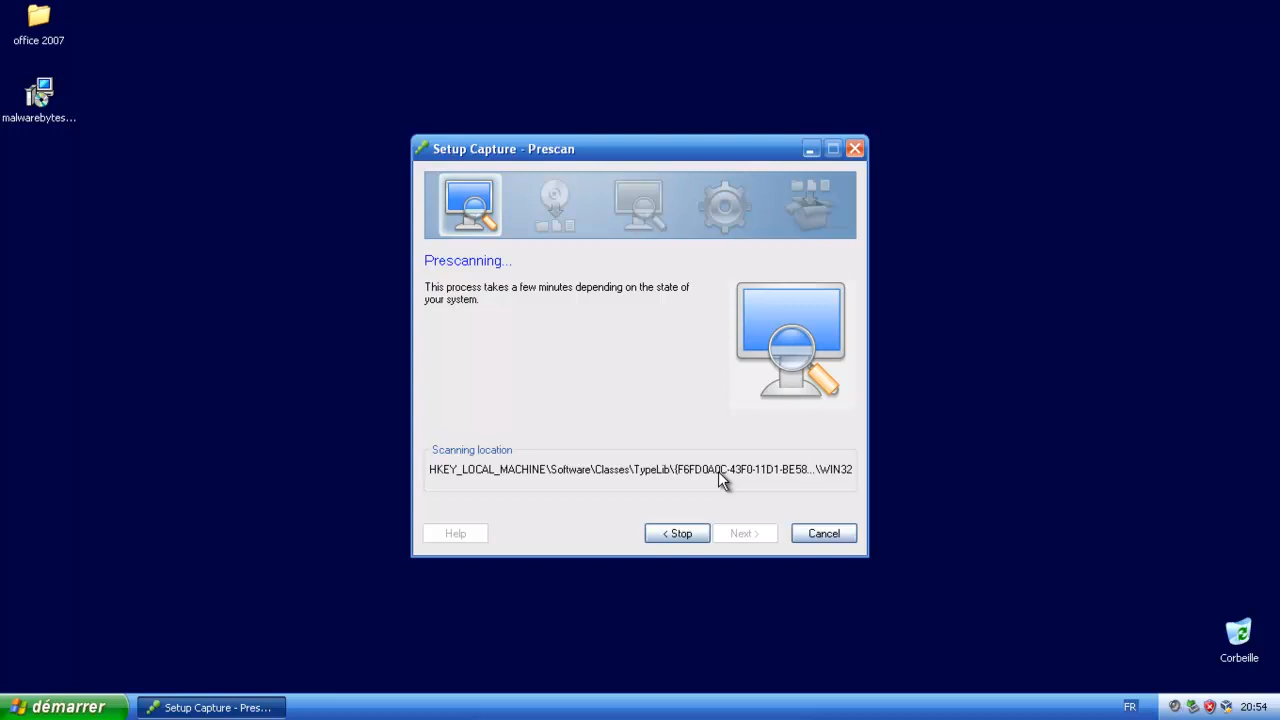 office 2007
malwarebytes...
Setup Capture - Prescan
Prescanning...
This process takes a few minutes depending on the state of
your system.
Scanning location
HKEY_LOCAL_MACHINE\Software\Classes\TypeLib\{F6FD0A0C-43F0-11D1-BE58...\WIN32
Help
< Stop
Next >
Cancel
Corbeille
démarrer
Setup Capture - Pres...
FR
20:54